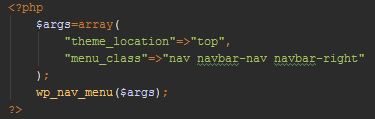 <?php
    $args=array(
        "theme_location"=>"top",
        "menu_class"=>"nav navbar-nav navbar-right"
    );
    wp_nav_menu($args);
?>